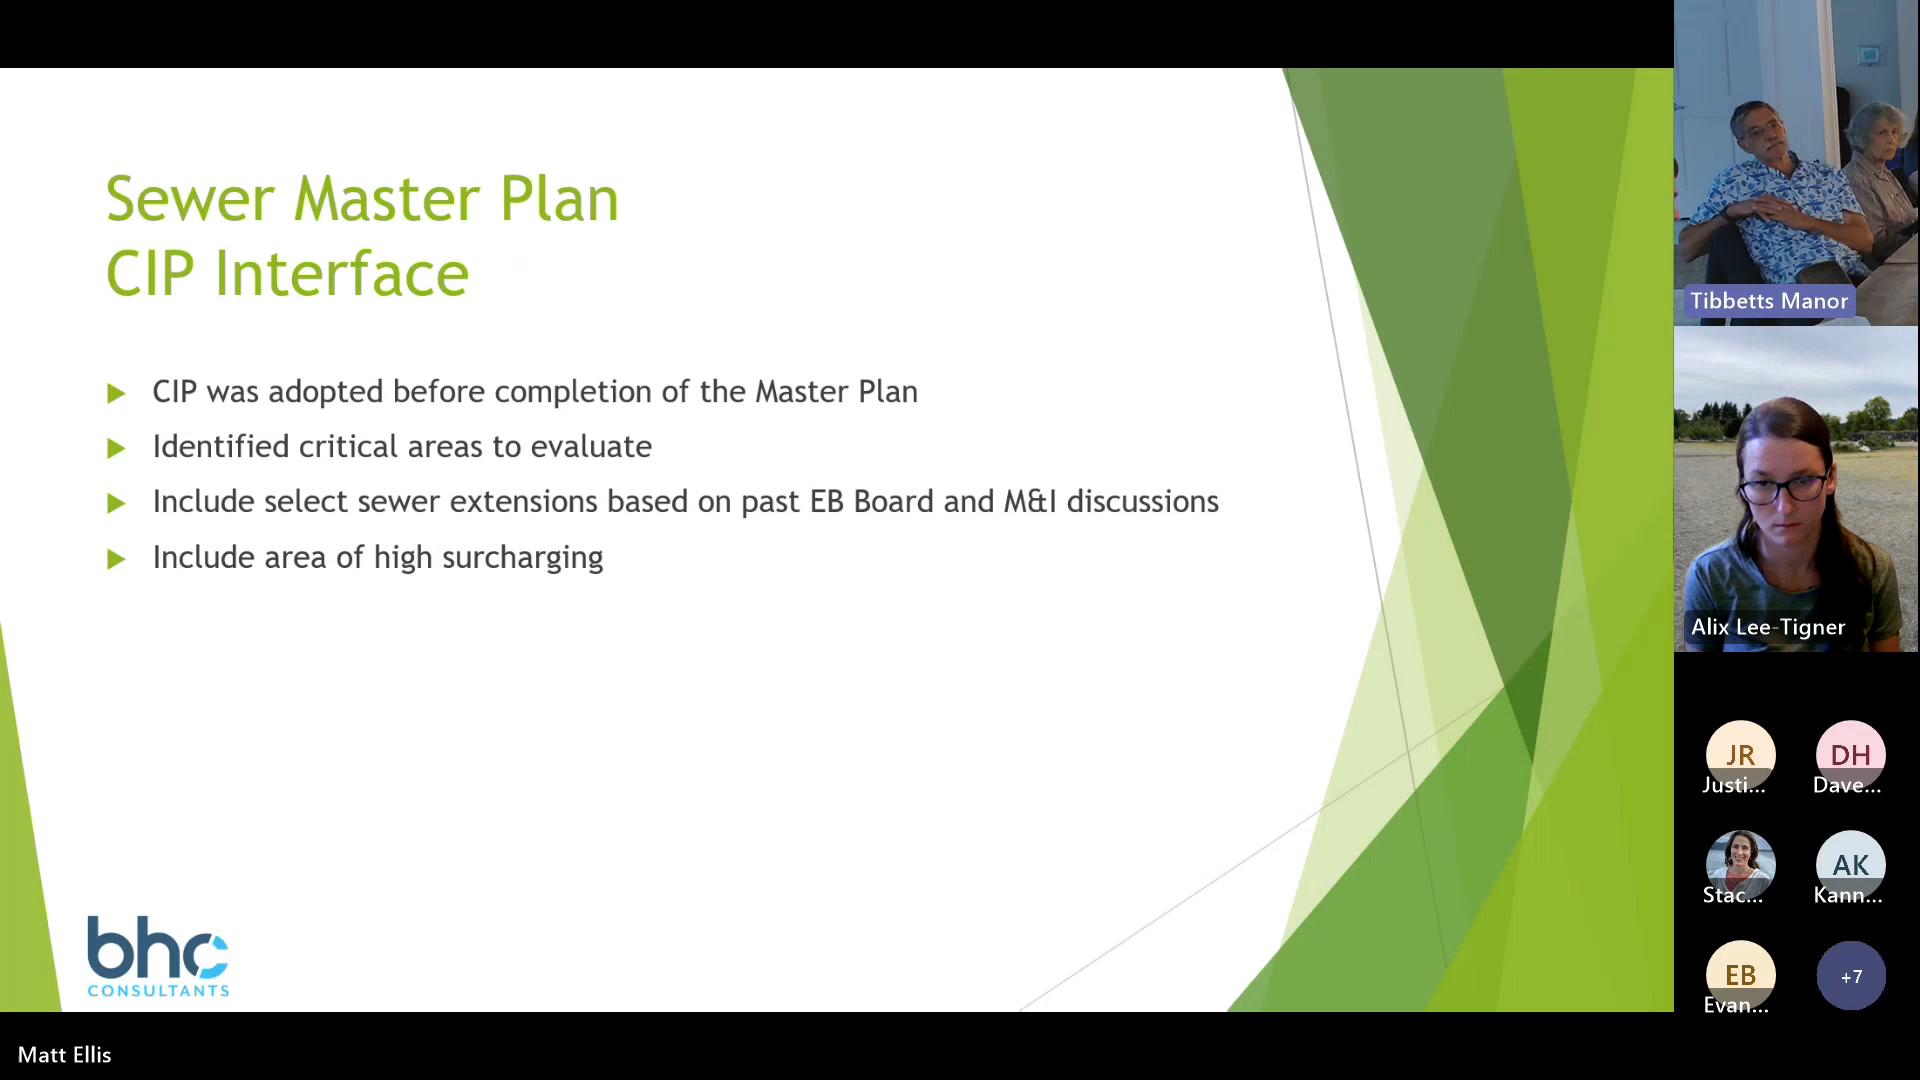 Sewer Master Plan
CIP Interface
CIP was adopted before completion of the Master Plan
Identified critical areas to evaluate
Include select sewer extensions based on past EB Board and M&I discussions
Include area of high surcharging
bhc
CONSULTANTS
Matt Ellis
Tibbetts Manor
Alix Lee-Tigner
JR
Justi...
DH
Dave...
Stac...
AK
Kann...
EB
Evan...
+7